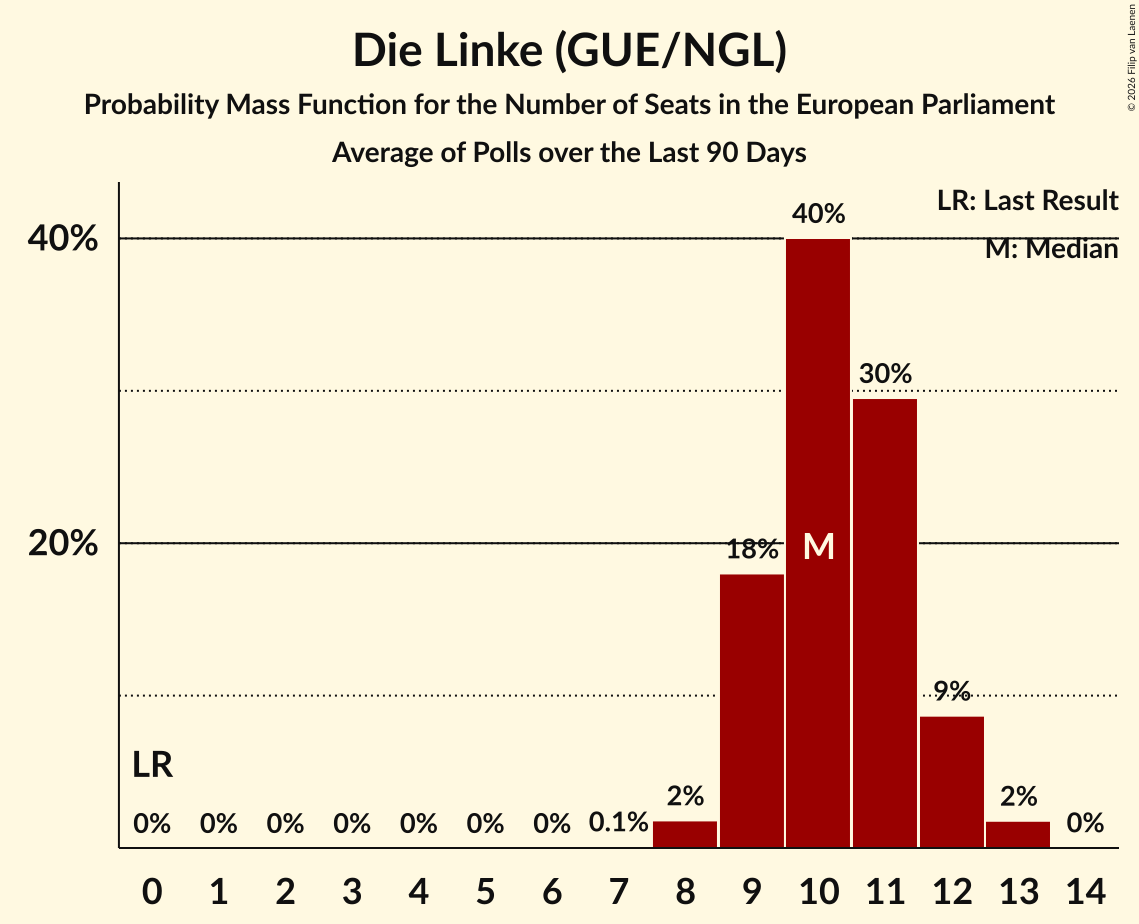 Die Linke (GUE/NGL)
Probability Mass Function for the Number of Seats in the European Parliament
Average of Polls over the Last 90 Days
© 2026 Filip van Laenen
LR: Last Result
M: Median
40%
20%
40%
30%
18%
M
9%
LR
2%
2%
0% 0% 0% 0% 0% 0% 0% 0.1% 0%
0 1 2 3 4 5 6 7 8 9 10 11 12 13 14